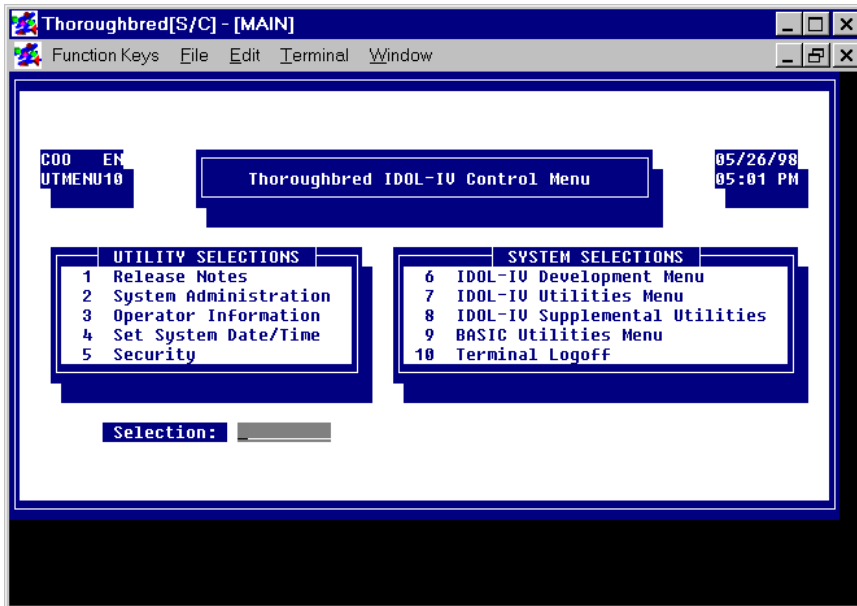 Thoroughbred[S/C] - [MAIN]
Function Keys File Edit Terminal Window
COO EN
UTMENU10
Thoroughbred IDOL-IV Control Menu
05/26/98
05:01 PM
UTILITY SELECTIONS
1 Release Notes
2 System Administration
3 Operator Information
4 Set System Date/Time
5 Security
SYSTEM SELECTIONS
6 IDOL-IV Development Menu
7 IDOL-IV Utilities Menu
8 IDOL-IV Supplemental Utilities
9 BASIC Utilities Menu
10 Terminal Logoff
Selection: